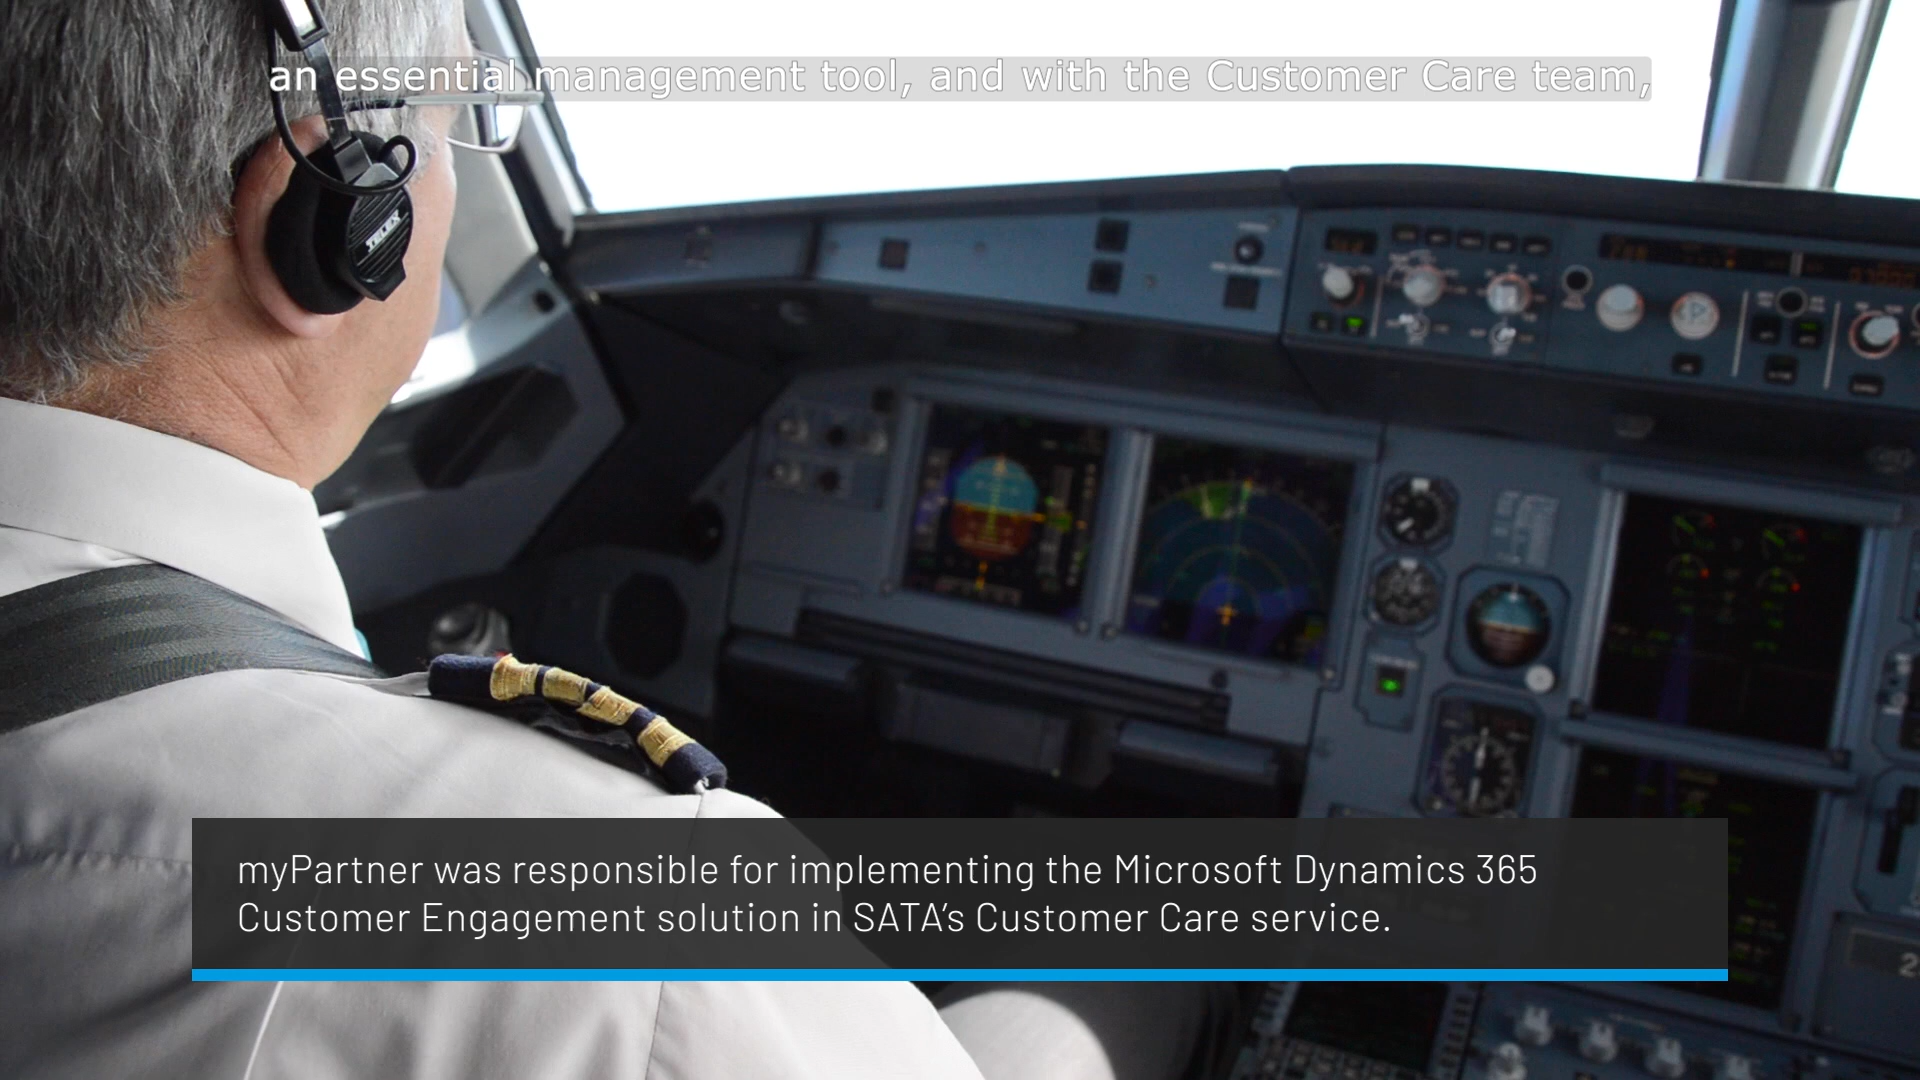 an essential management tool, and with the Customer Care team,
TELEX
myPartner was responsible for implementing the Microsoft Dynamics 365
Customer Engagement solution in SATA's Customer Care service.